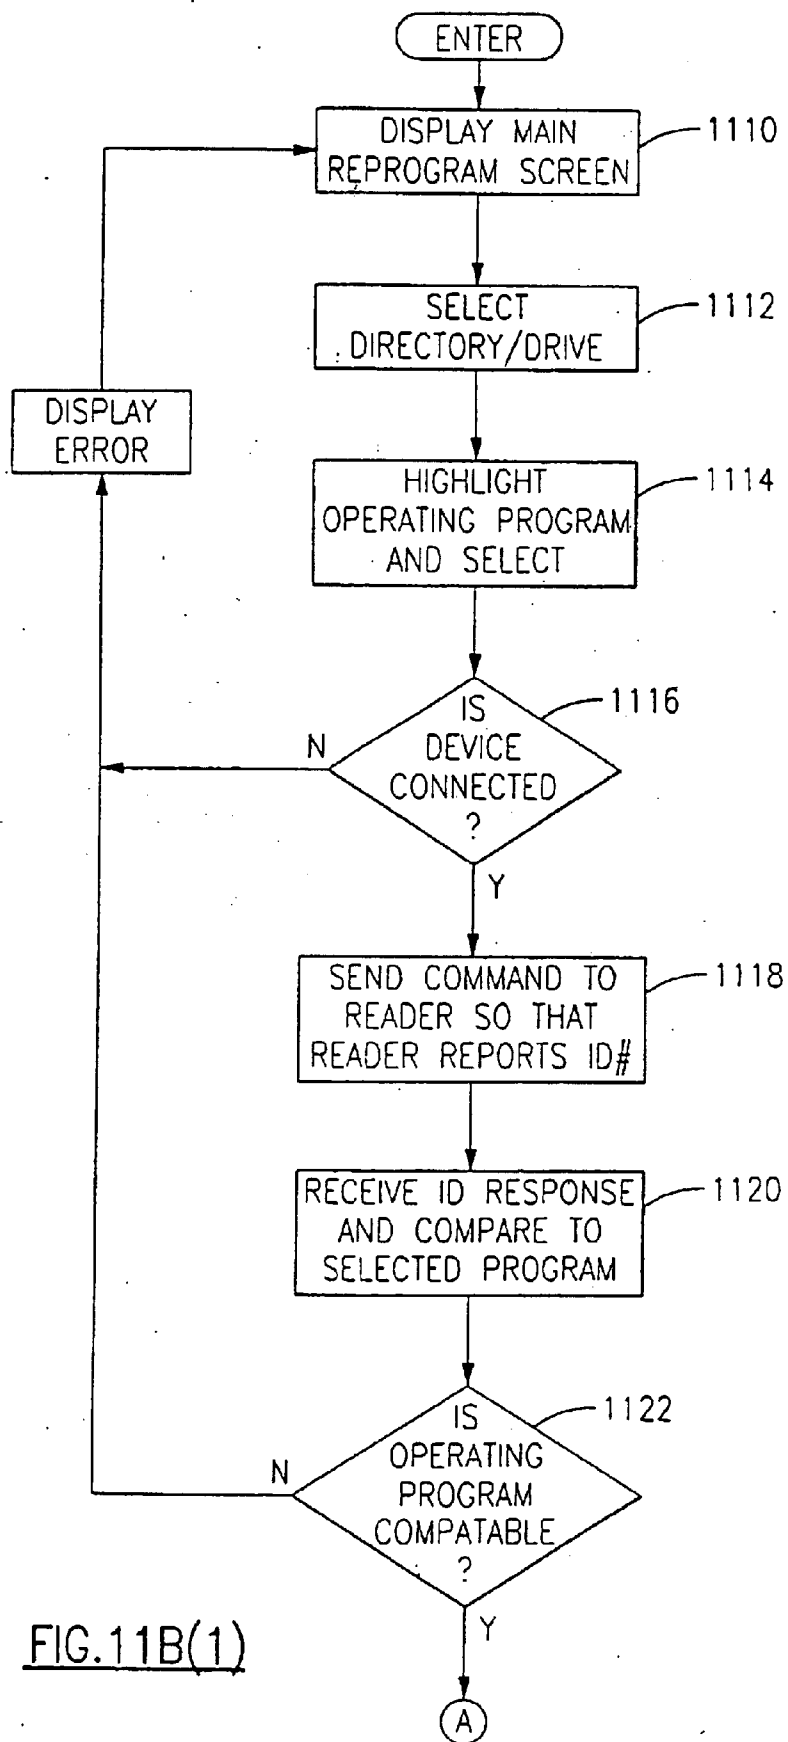 ENTER
DISPLAY MAN
REPROGRAM SCREEN
1110
SELECT
DIRECTORY/DRIVE
1112
DISPLAY
ERROR
HIGHLIGHT
OPERATING PROGRAM
AND SELECT
1114
IS
DEVICE
CONNECTED
?
1116
N
Y
SEND COMMAND TO
READER SO THAT
READER REPORTS ID#
1118
RECEIVE ID RESPONSE
AND COMPARE TO
SELECTED PROGRAM
1120
IS
OPERATING
PROGRAM
COMPATABLE
?
1122
N
Y
FIG.11B(1)
A